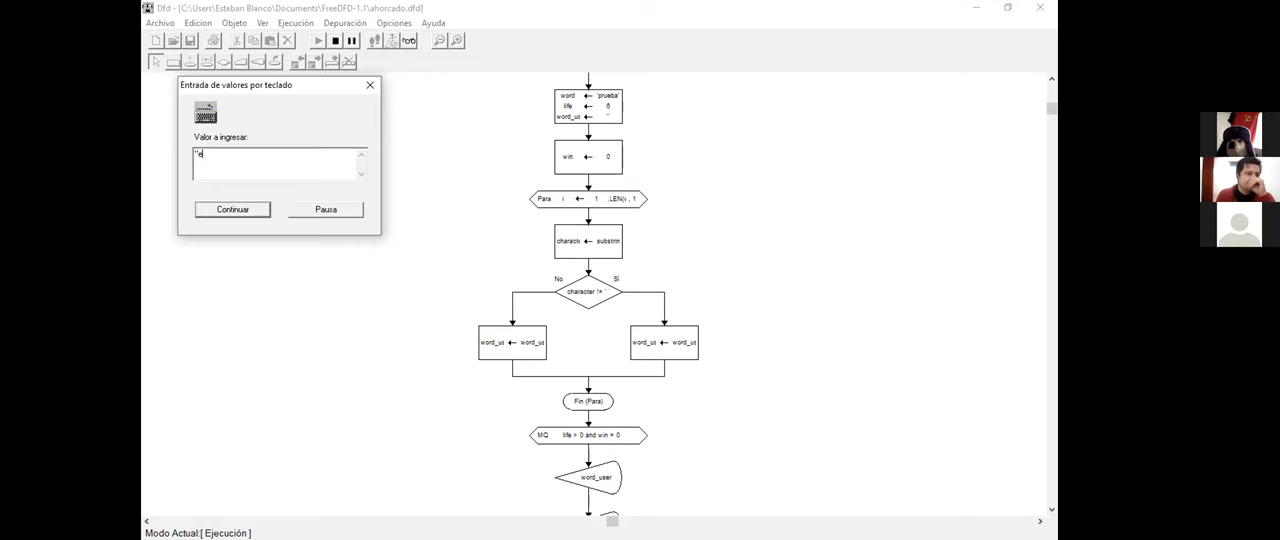 Dfd - [C:\Users\Esteban Blanco\Documents\FreeDFD-1.1\ahorcado.dfd]
Archivo Edicion Objeto Ver Ejecución Depuración Opciones Ayuda
Entrada de valores por teclado
Valor a ingresar:
''e
Continuar Pausa
word ← 'prueba'
life ← 6
word_us ← ''
win ← 0
Para i ← 1 ,LEN( , 1
charact ← substrin
No Sí
character != ' '
word_us ← word_us
word_us ← word_us
Fin (Para)
MQ life > 0 and win = 0
word_user
Modo Actual:[ Ejecución ]